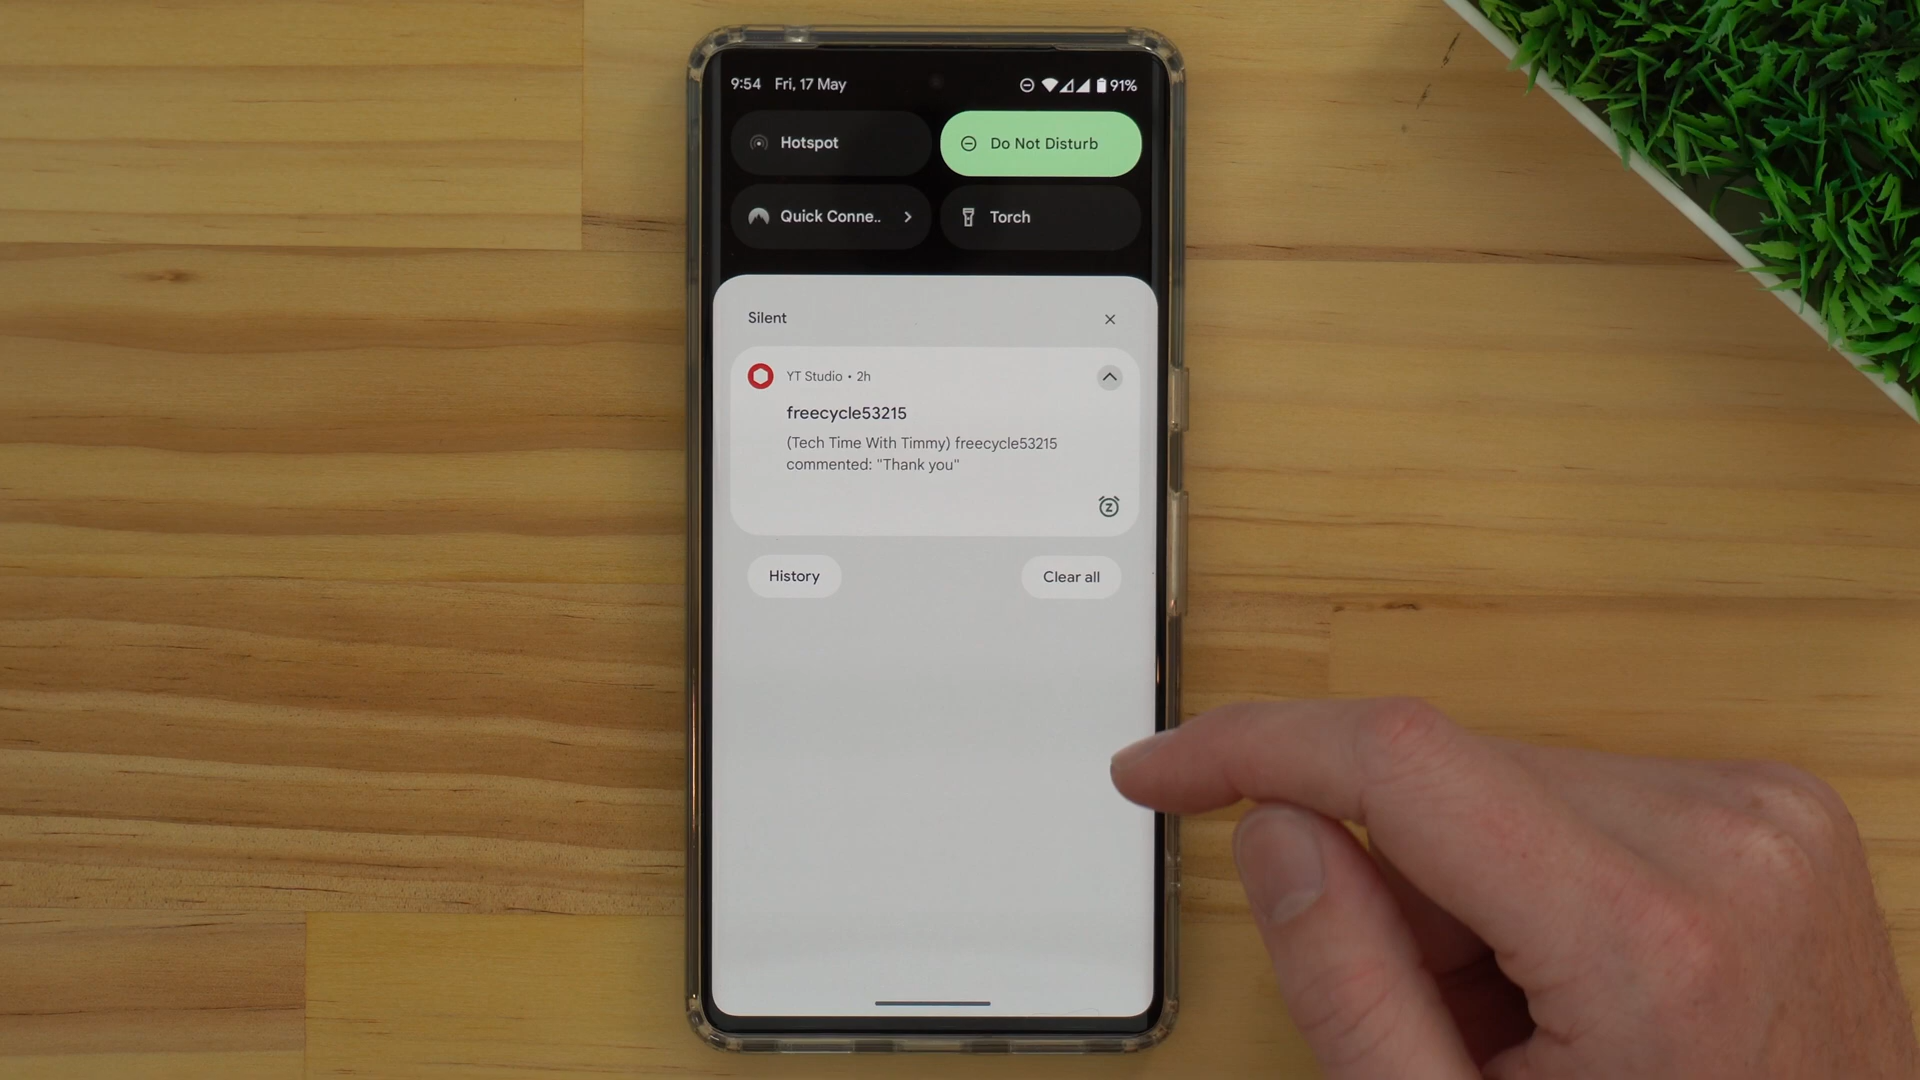 9:54 Fri, 17 May 91%
Hotspot Do Not Disturb
Quick Conne.. Torch
Silent
YT Studio • 2h
freecycle53215
(Tech Time With Timmy) freecycle53215
commented: "Thank you"
History Clear all